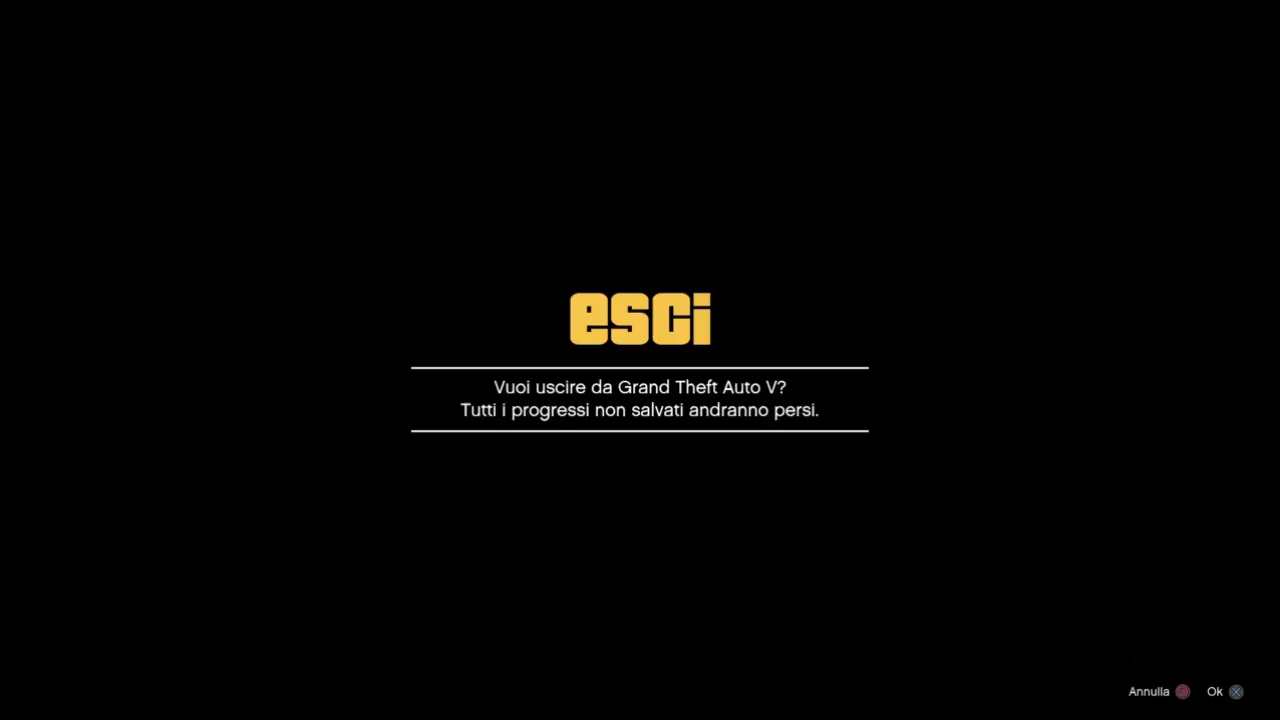 esci
Vuoi uscire da Grand Theft Auto V?
Tutti i progressi non salvati andranno persi.
Annulla Ok